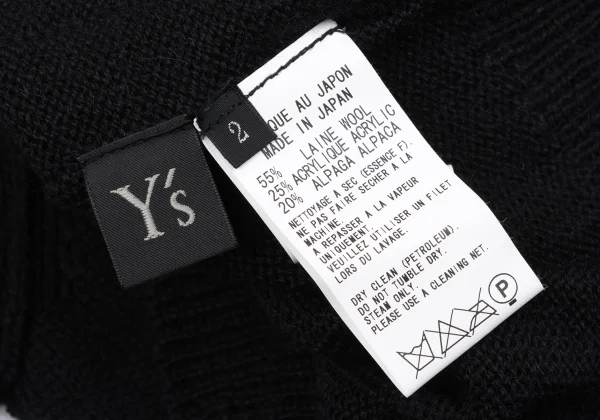 Y's
2
QUE AU JAPON
MADE IN JAPAN
55% LAINE WOOL
25% ACRYLIQUE ACRYLIC
20% ALPAGA ALPACA
NETTOYAGE A SEC (ESSENCE F).
NE PAS FAIRE SECHER A LA
MACHINE.
A REPASSER A LA VAPEUR
UNIQUEMENT.
VEUILLEZ UTILISER UN FILET
LORS DU LAVAGE.
DRY CLEAN (PETROLEUM).
DO NOT TUMBLE DRY.
STEAM ONLY.
PLEASE USE A CLEANING NET.
P